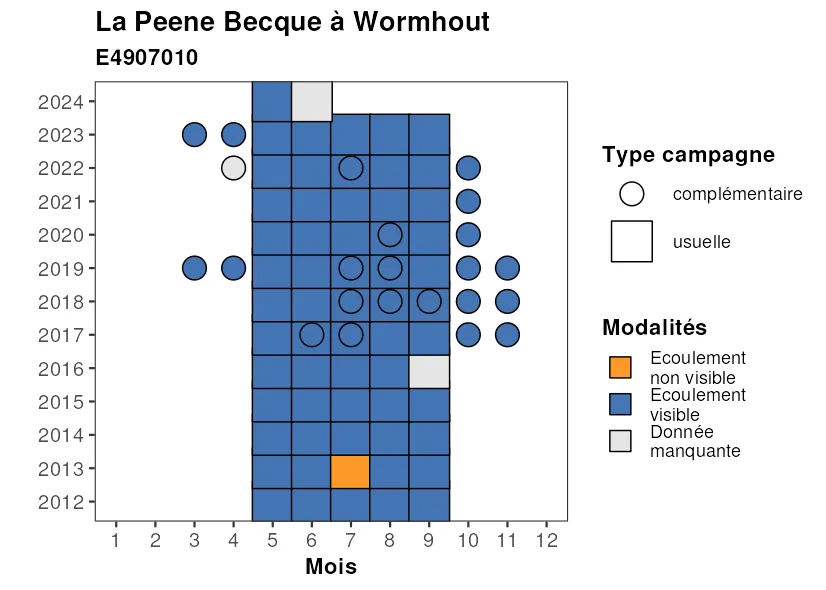 La Peene Becque à Wormhout
E4907010
2024
2023
2022
2021
2020
2019
2018
2017
2016
2015
2014
2013
2012
1 2 3 4 5 6 7 8 9 10 11 12
Mois
Type campagne
complémentaire
usuelle
Modalités
Ecoulement
non visible
Ecoulement
visible
Donnée
manquante